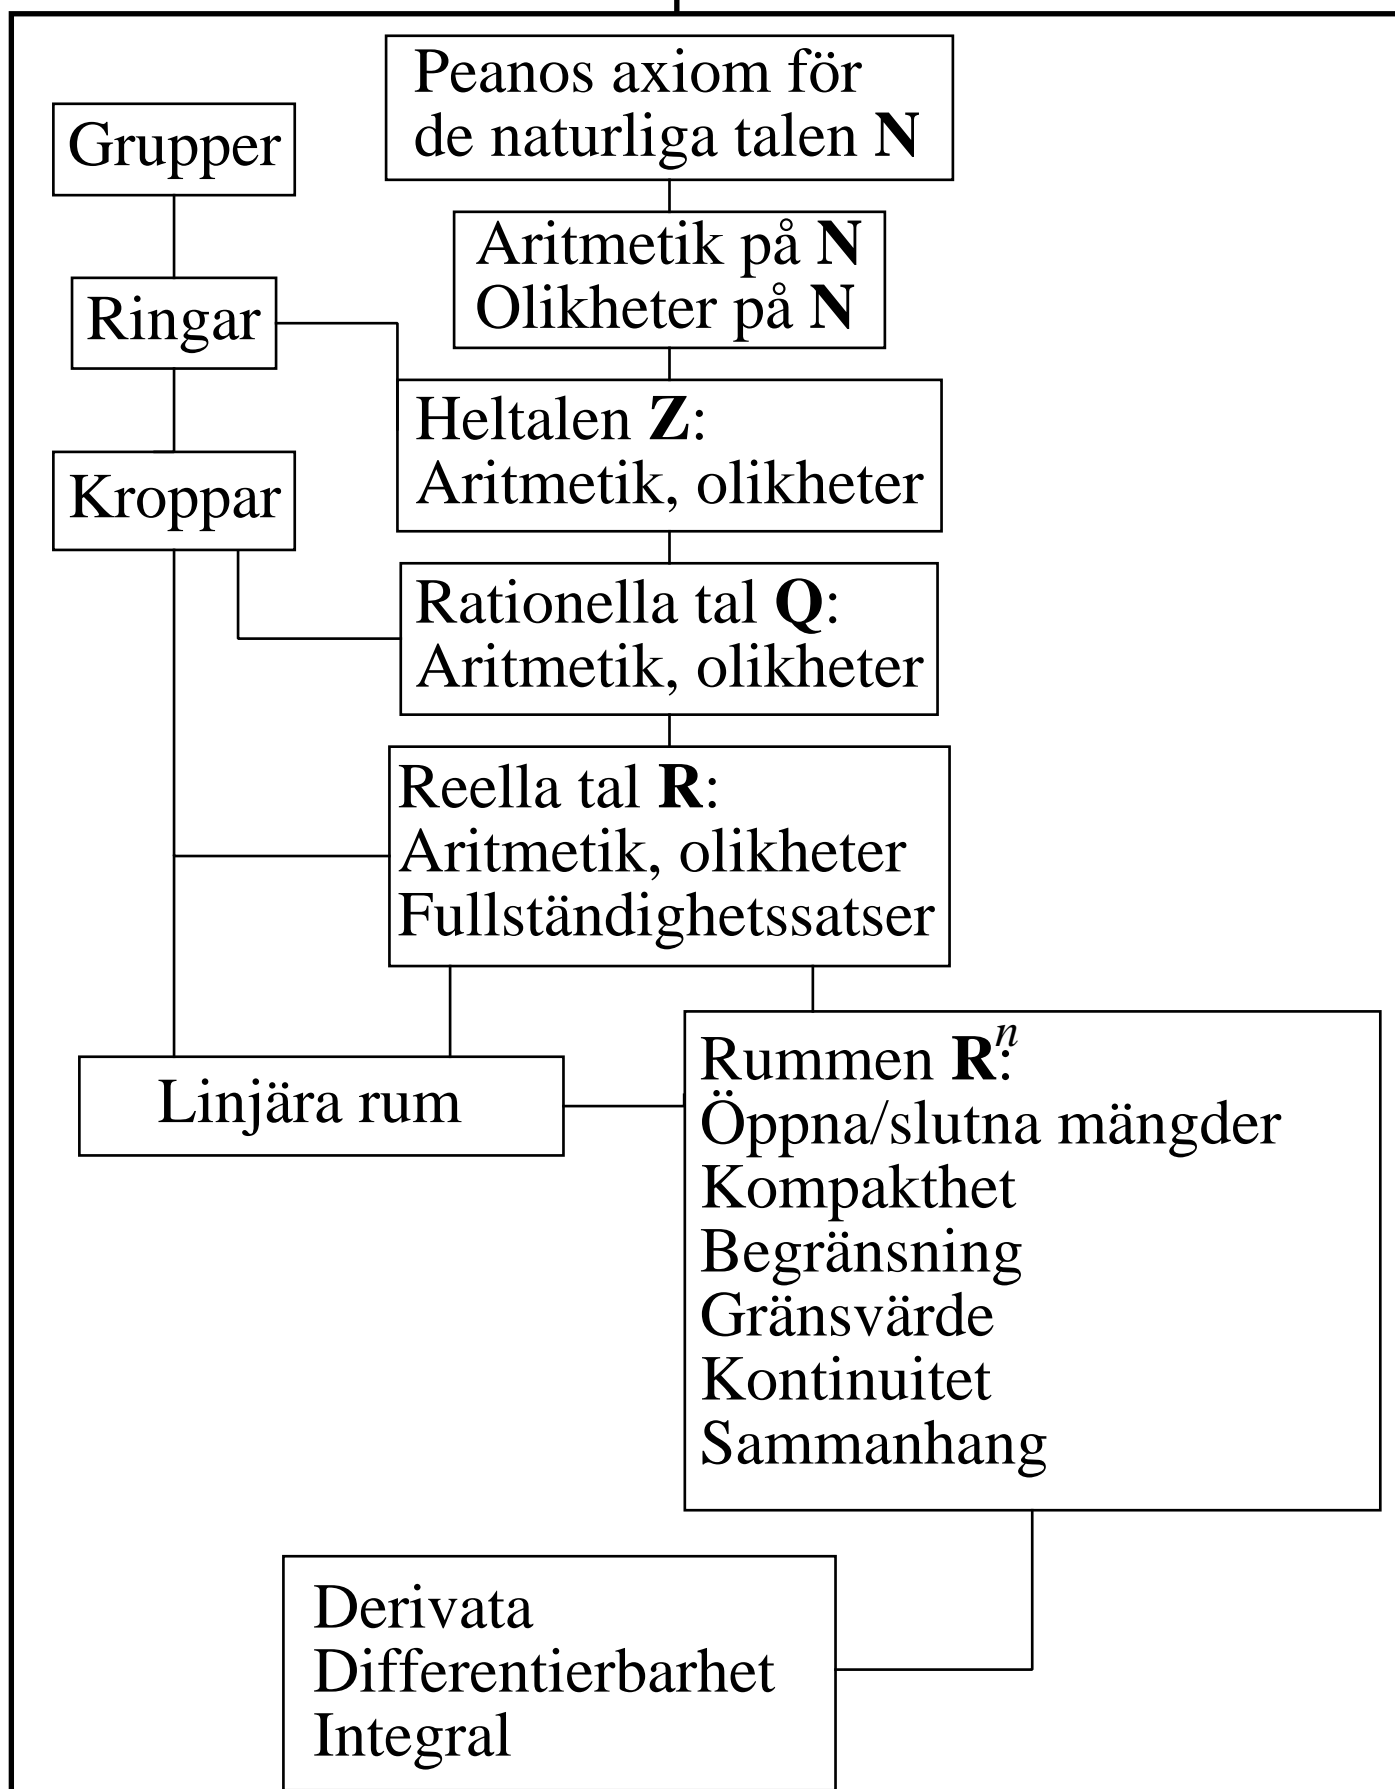 Peanos axiom för
de naturliga talen N
Grupper
Aritmetik på N
Olikheter på N
Ringar
Heltalen Z:
Aritmetik, olikheter
Kroppar
Rationella tal Q:
Aritmetik, olikheter
Reella tal R:
Aritmetik, olikheter
Fullständighetssatser
Linjära rum
Rummen Rⁿ:
Öppna/slutna mängder
Kompakthet
Begränsning
Gränsvärde
Kontinuitet
Sammanhang
Derivata
Differentierbarhet
Integral